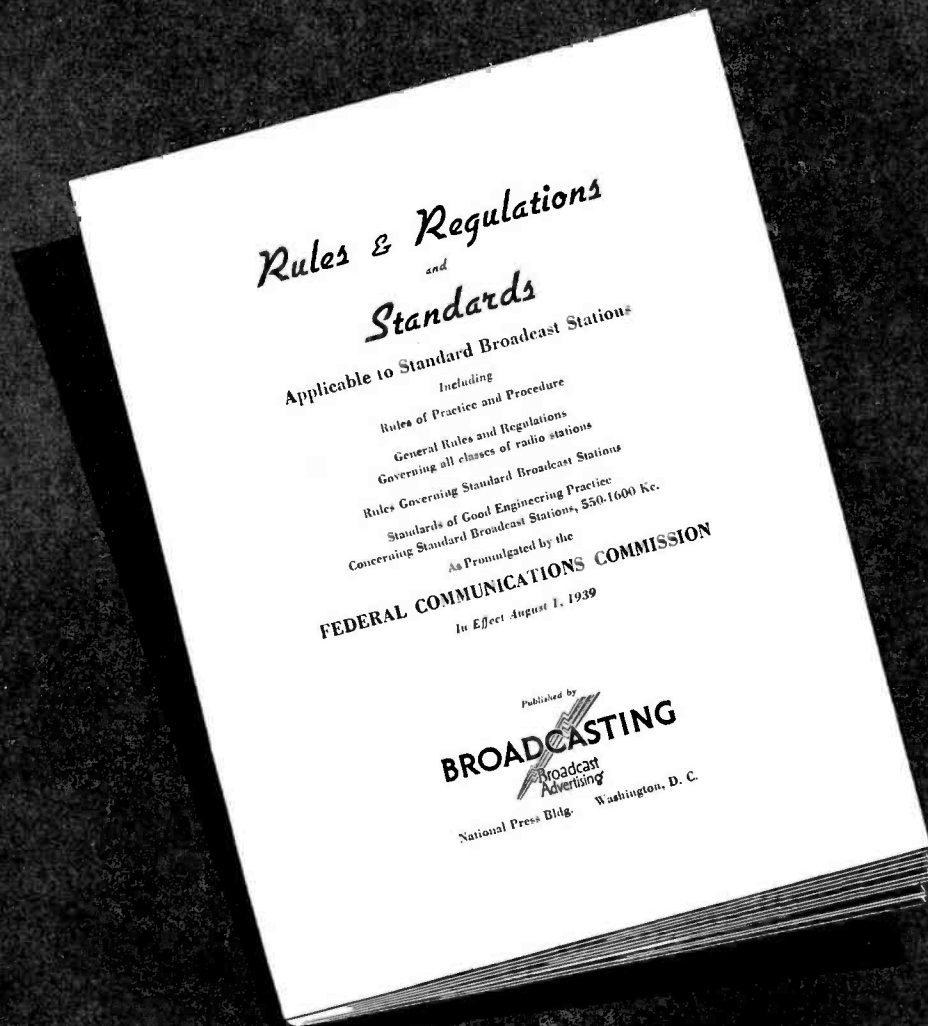 Rules & Regulations
and
Standards
Applicable to Standard Broadcast Stations
Including
Rules of Practice and Procedure
General Rules and Regulations
Governing all classes of radio stations
Rules Governing Standard Broadcast Stations
Standards of Good Engineering Practice
Concerning Standard Broadcast Stations, 550-1600 Kc.
As Promulgated by the
FEDERAL COMMUNICATIONS COMMISSION
In Effect August 1, 1939
Published by
BROADCASTING
Broadcast
Advertising
National Press Bldg. Washington, D. C.